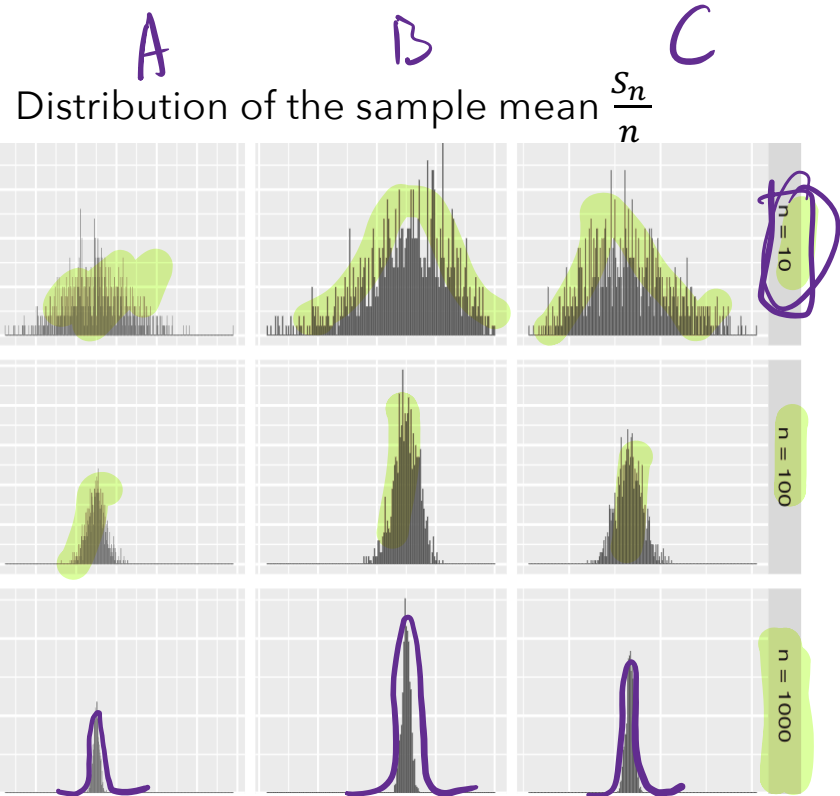 A B C
Distribution of the sample mean Sₙ/n
n = 10
n = 100
n = 1000